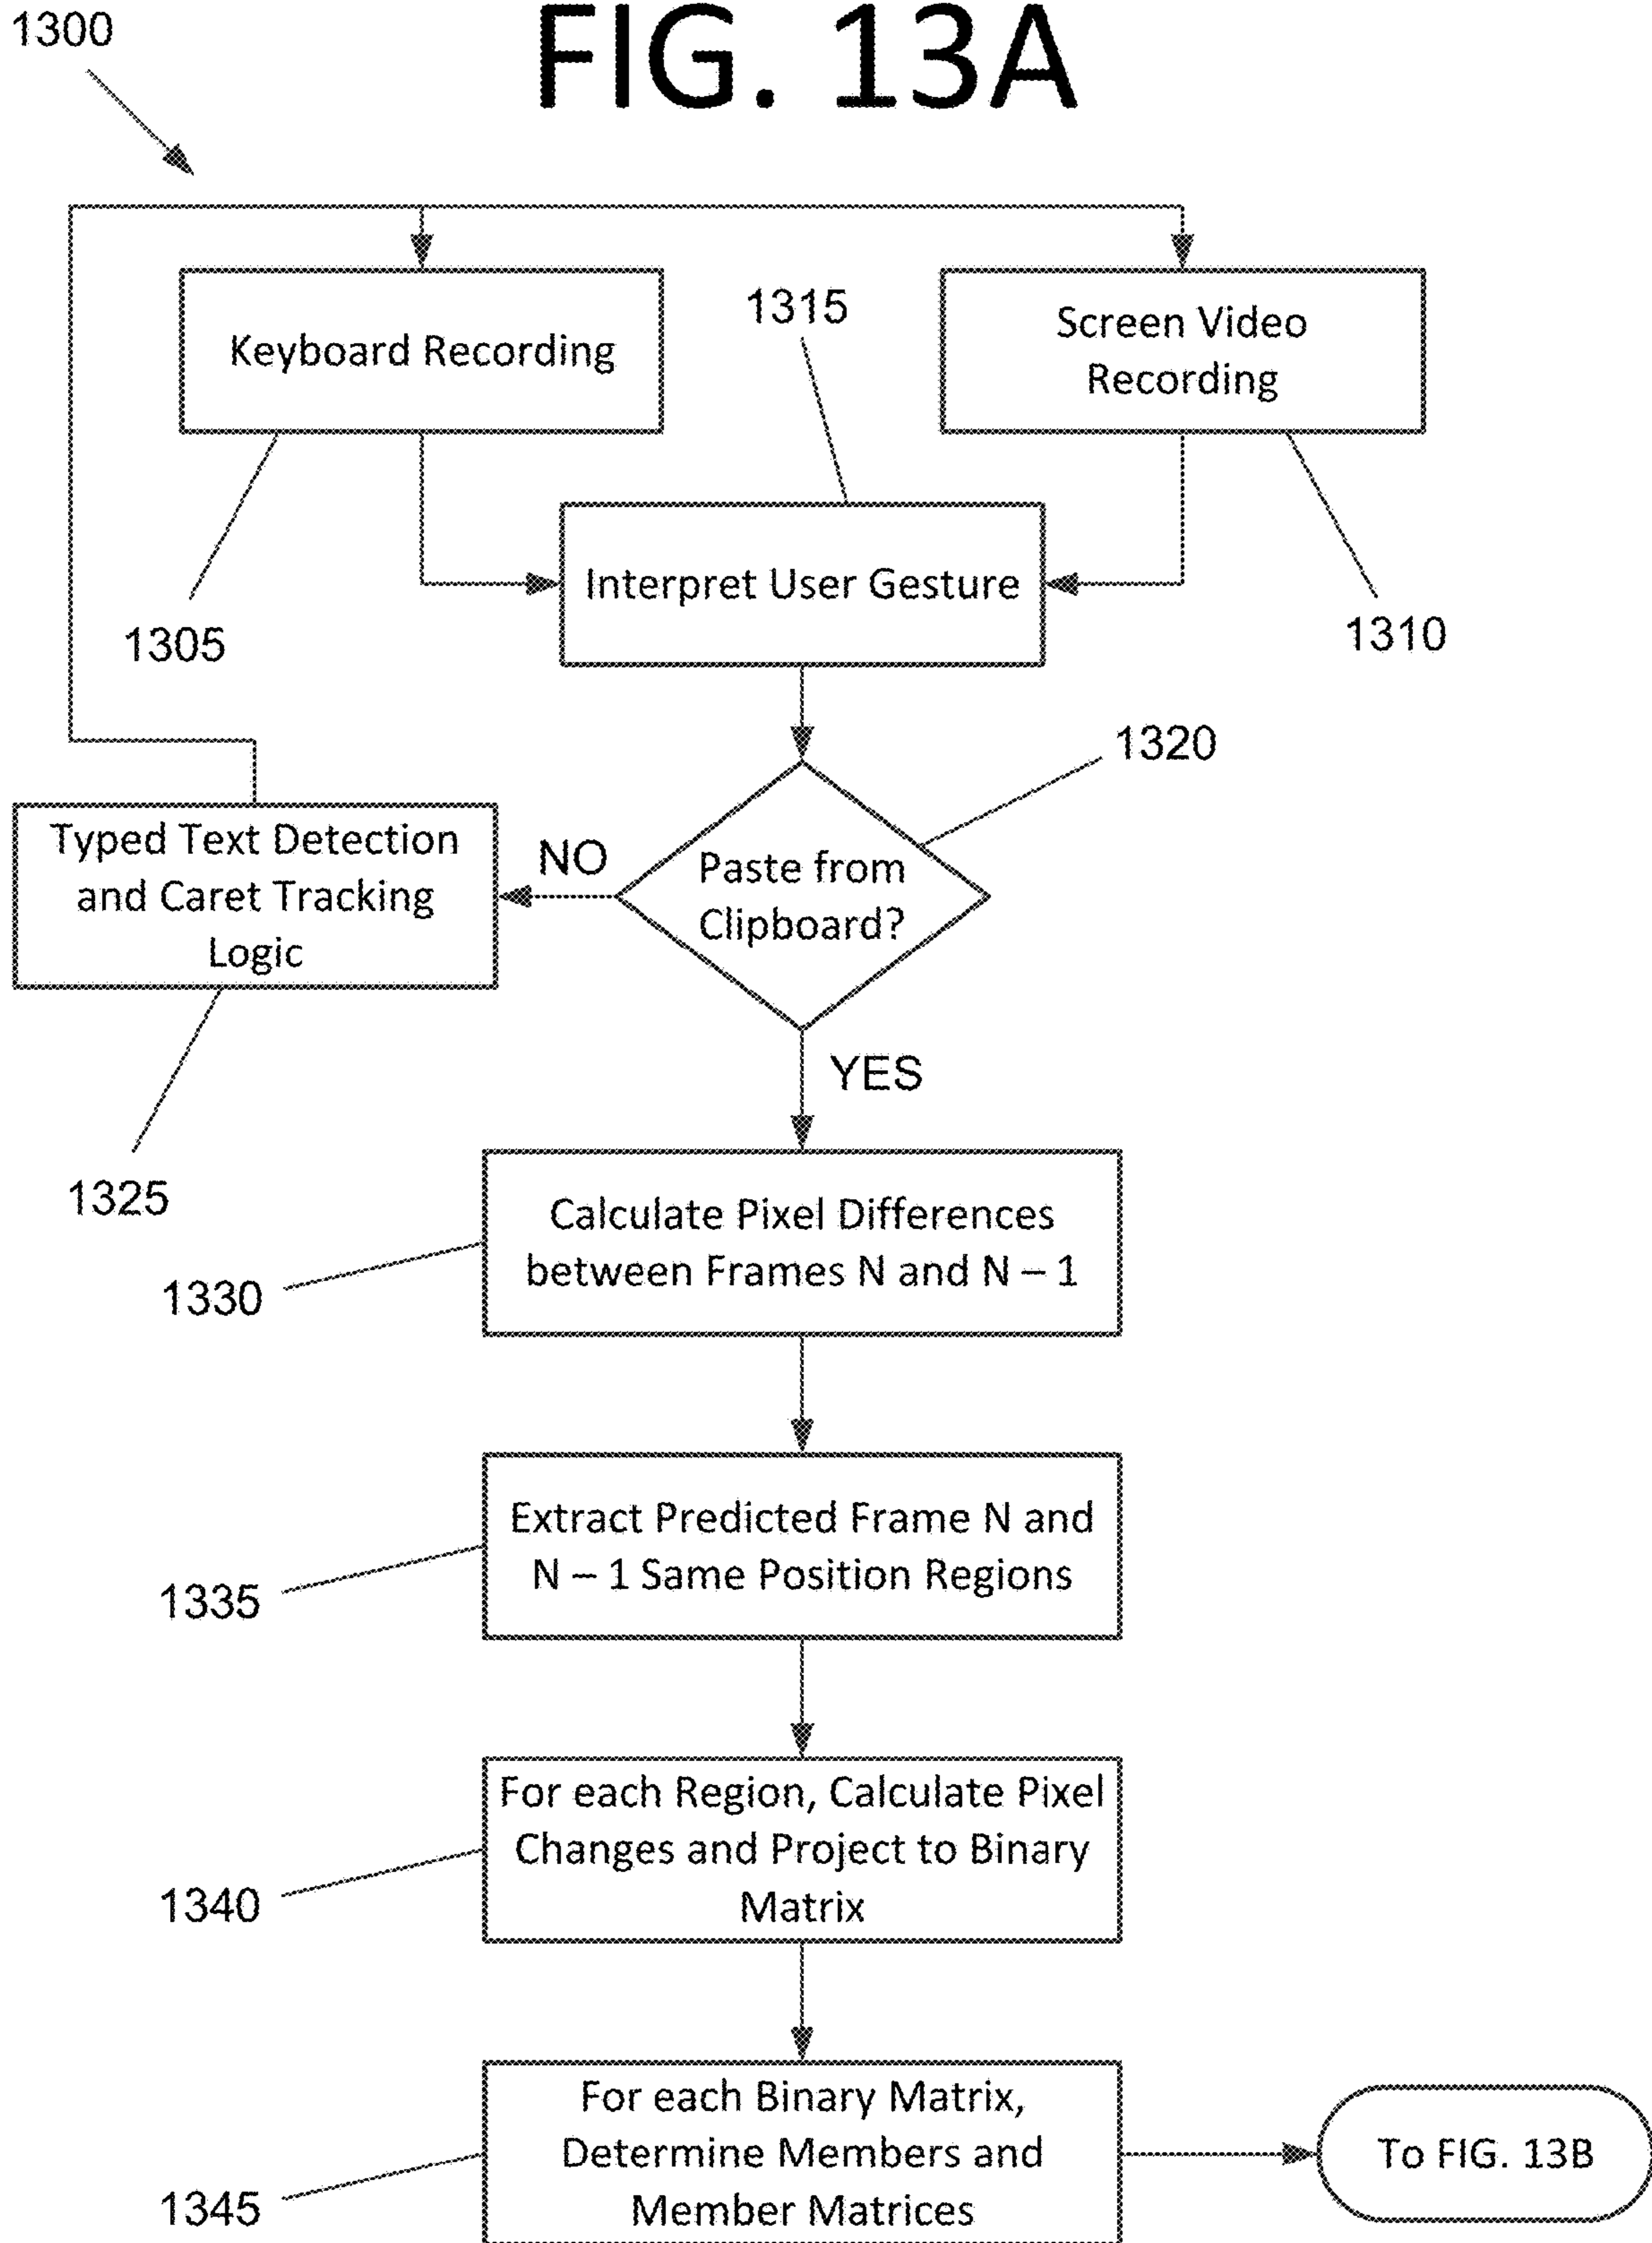 1300
FIG. 13A
Keyboard Recording
1315
Screen Video
Recording
Interpret User Gesture
1305
1310
1320
Typed Text Detection
and Caret Tracking
Logic
NO
Paste from
Clipboard?
YES
1325
Calculate Pixel Differences
between Frames N and N – 1
1330
Extract Predicted Frame N and
N – 1 Same Position Regions
1335
For each Region, Calculate Pixel
Changes and Project to Binary
Matrix
1340
For each Binary Matrix,
Determine Members and
Member Matrices
1345
To FIG. 13B